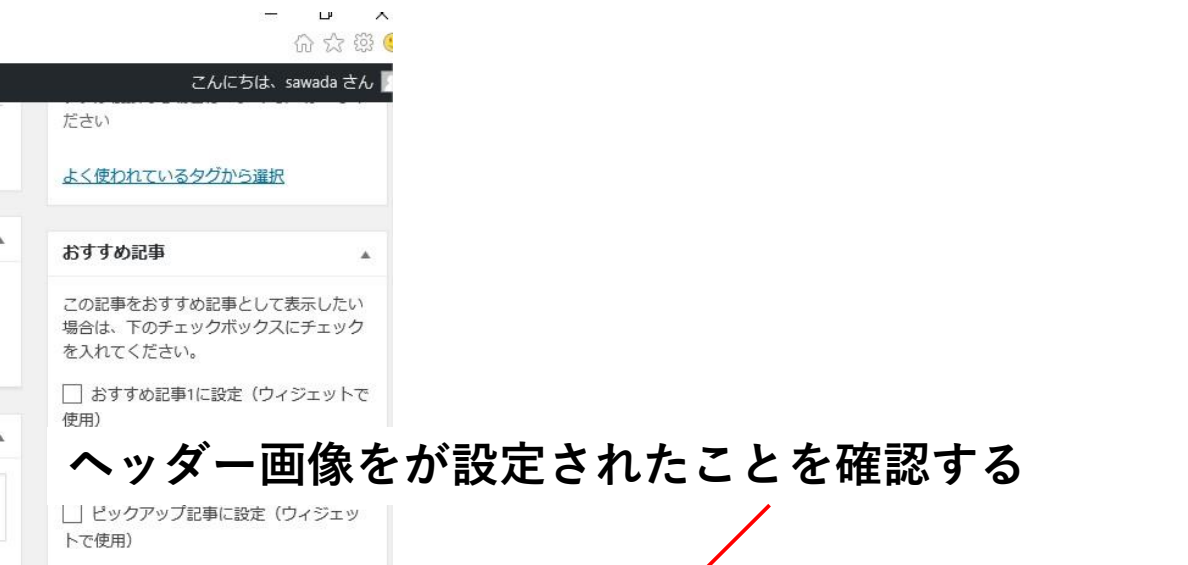 こんにちは、sawada さん
ださい
よく使われているタグから選択
おすすめ記事
この記事をおすすめ記事として表示したい
場合は、下のチェックボックスにチェック
を入れてください。
おすすめ記事1に設定（ウィジェットで
使用）
ヘッダー画像をが設定されたことを確認する
ピックアップ記事に設定（ウィジェッ
トで使用）